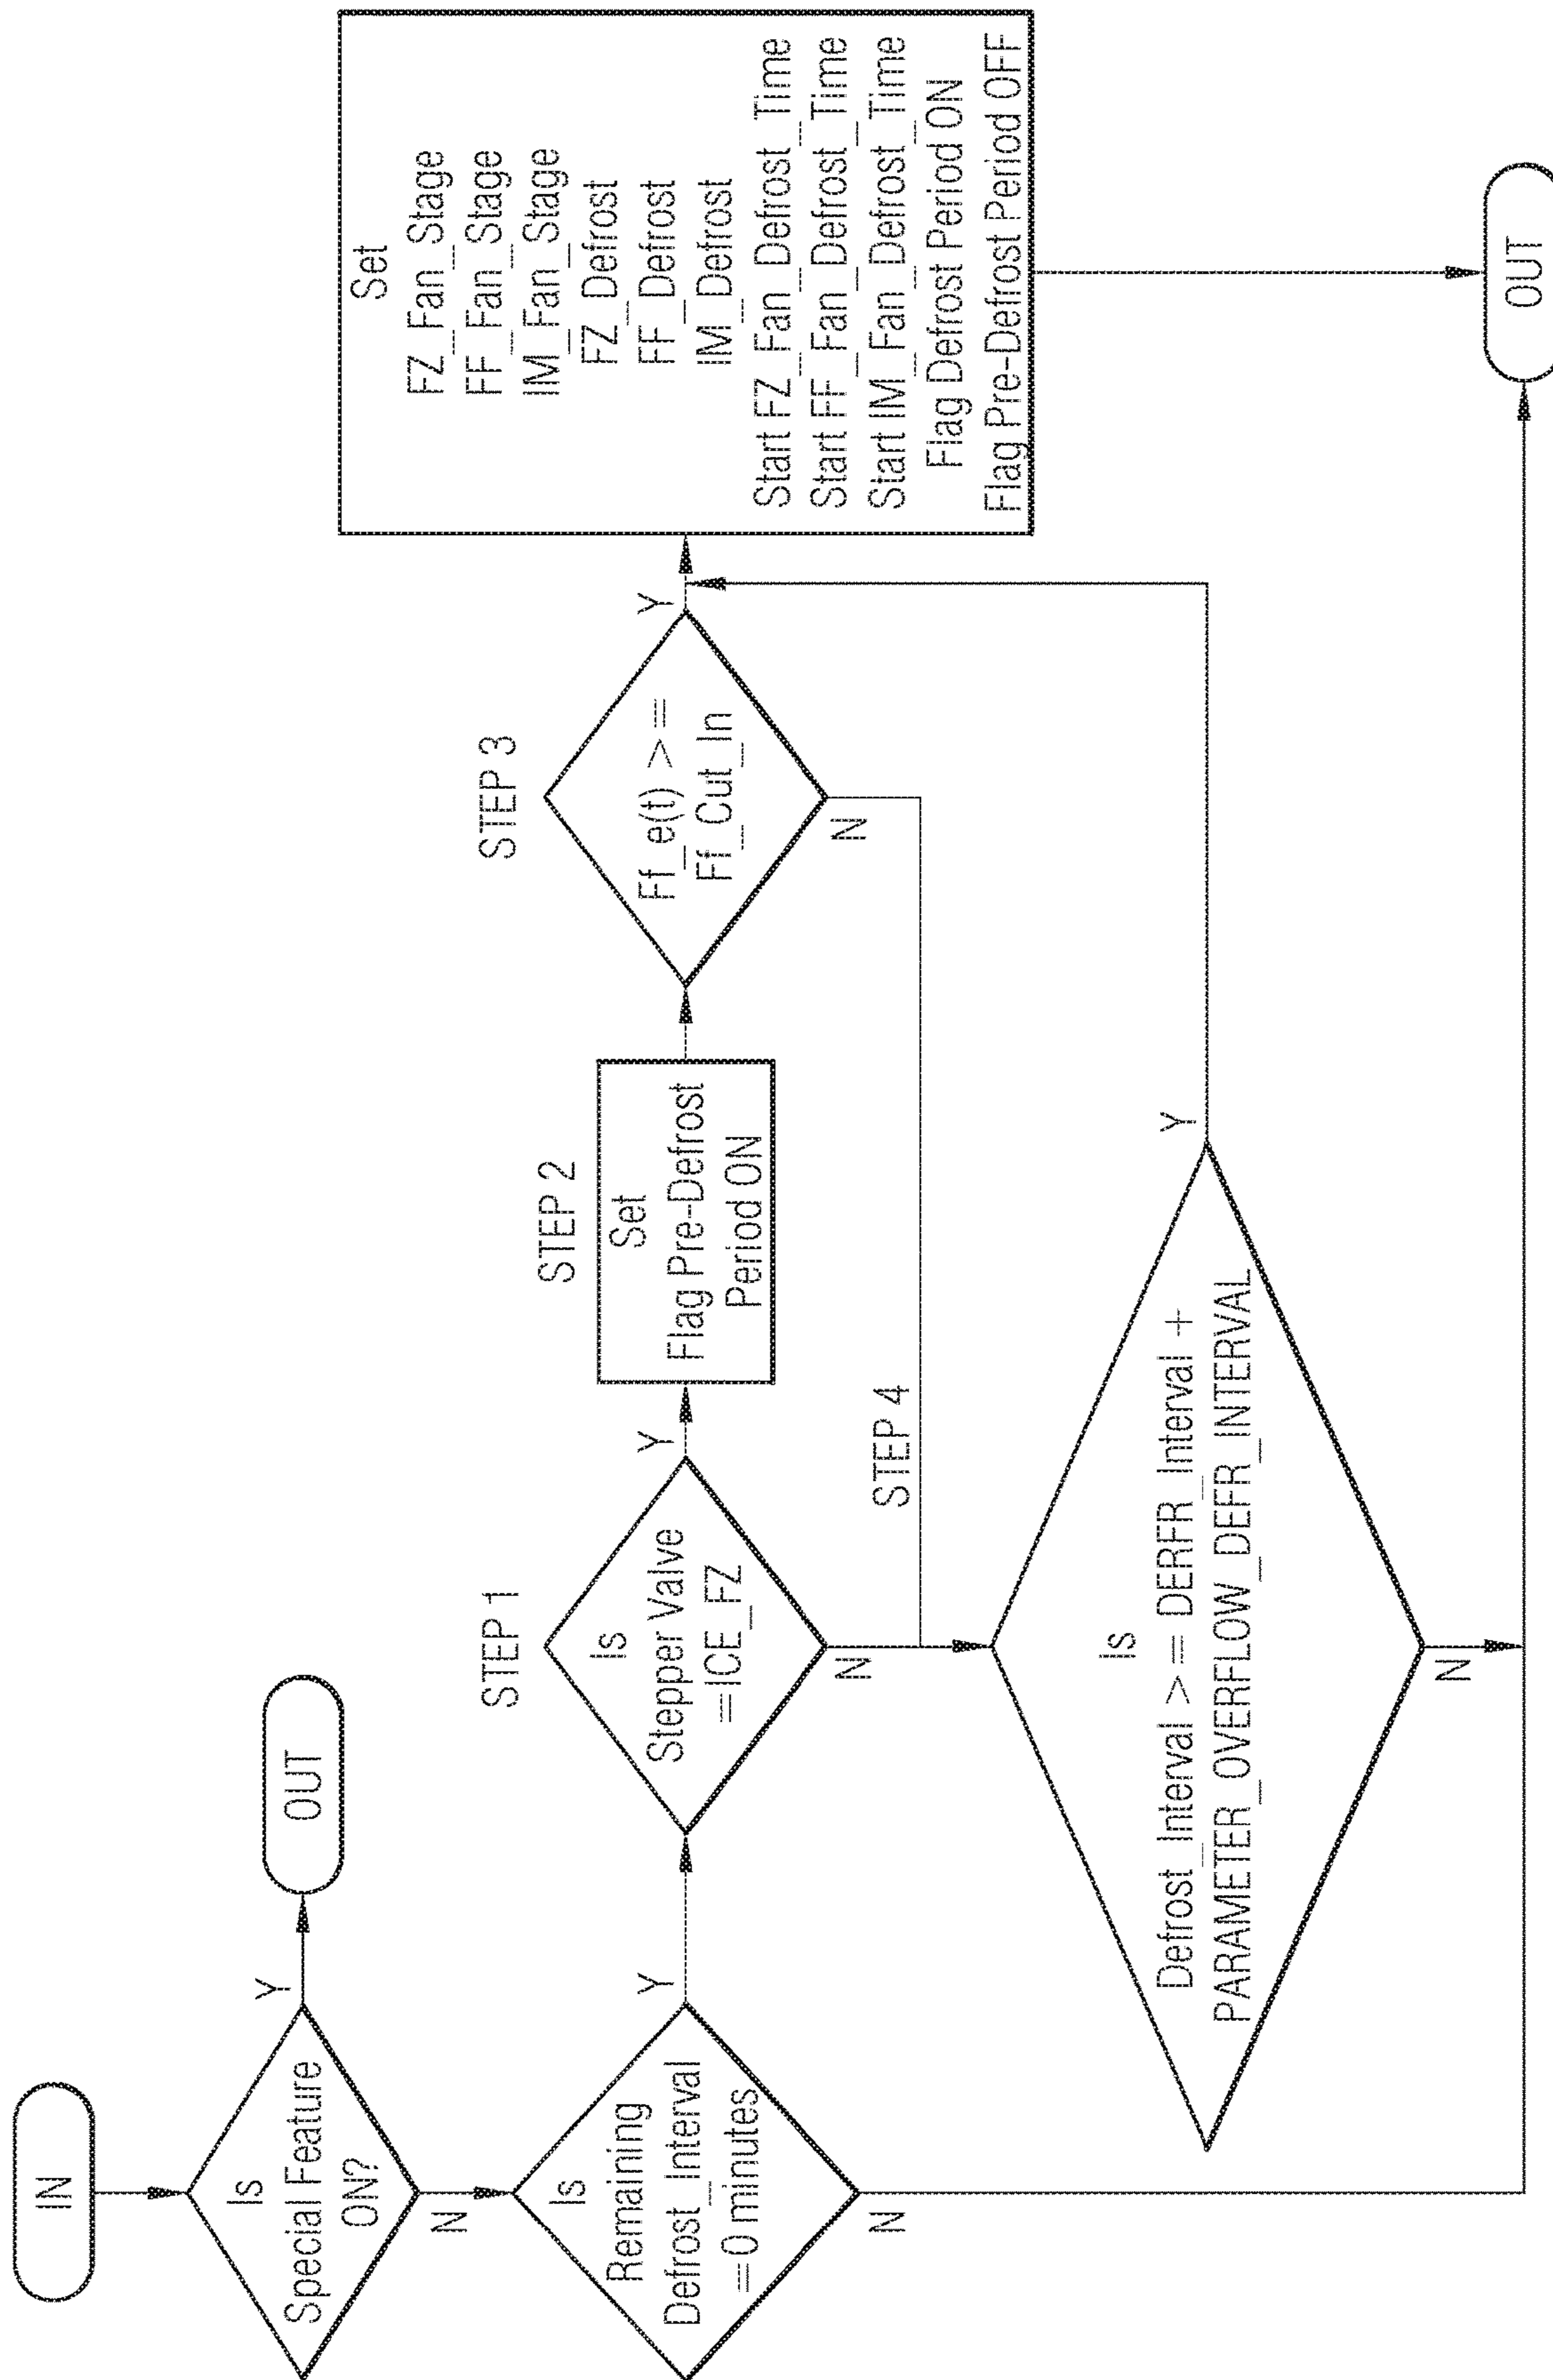 IN
Is
Special Feature
ON?
Y
OUT
N
Is
Remaining
Defrost_Interval
=0 minutes
Y
N
STEP 1
Is
Stepper Valve
=ICE_FZ
Y
N
STEP 2
Set
Flag Pre-Defrost
Period ON
STEP 3
Ff_e(t) >=
Ff_Cut_In
Y
N
STEP 4
Is
Defrost_Interval >= DERFR_Interval +
PARAMETER_OVERFLOW_DEFR_INTERVAL
Y
N
Set
FZ_Fan_Stage
FF_Fan_Stage
IM_Fan_Stage
FZ_Defrost
FF_Defrost
IM_Defrost
Start FZ_Fan_Defrost_Time
Start FF_Fan_Defrost_Time
Start IM_Fan_Defrost_Time
Flag Defrost Period ON
Flag Pre-Defrost Period OFF
OUT